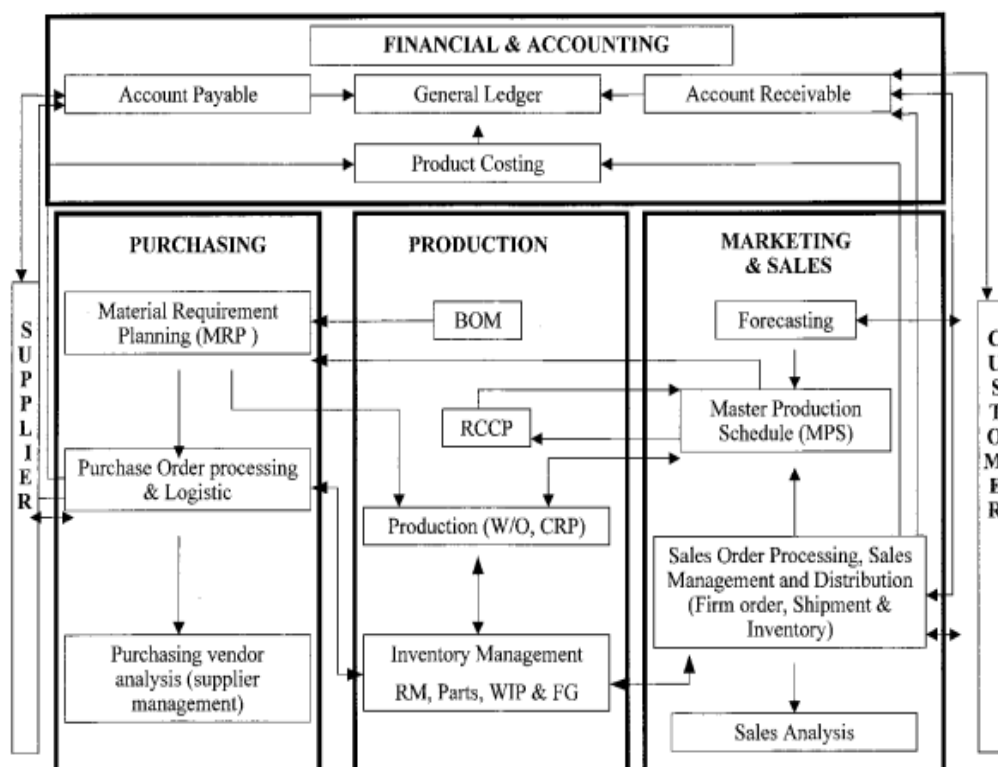 FINANCIAL & ACCOUNTING
Account Payable
General Ledger
Account Receivable
Product Costing
PURCHASING
PRODUCTION
MARKETING
& SALES
SUPPLIER
Material Requirement
Planning (MRP )
BOM
Forecasting
CUSTOMER
RCCP
Master Production
Schedule (MPS)
Purchase Order processing
& Logistic
Production (W/O, CRP)
Sales Order Processing, Sales
Management and Distribution
(Firm order, Shipment &
Inventory)
Purchasing vendor
analysis (supplier
management)
Inventory Management
RM, Parts, WIP & FG
Sales Analysis